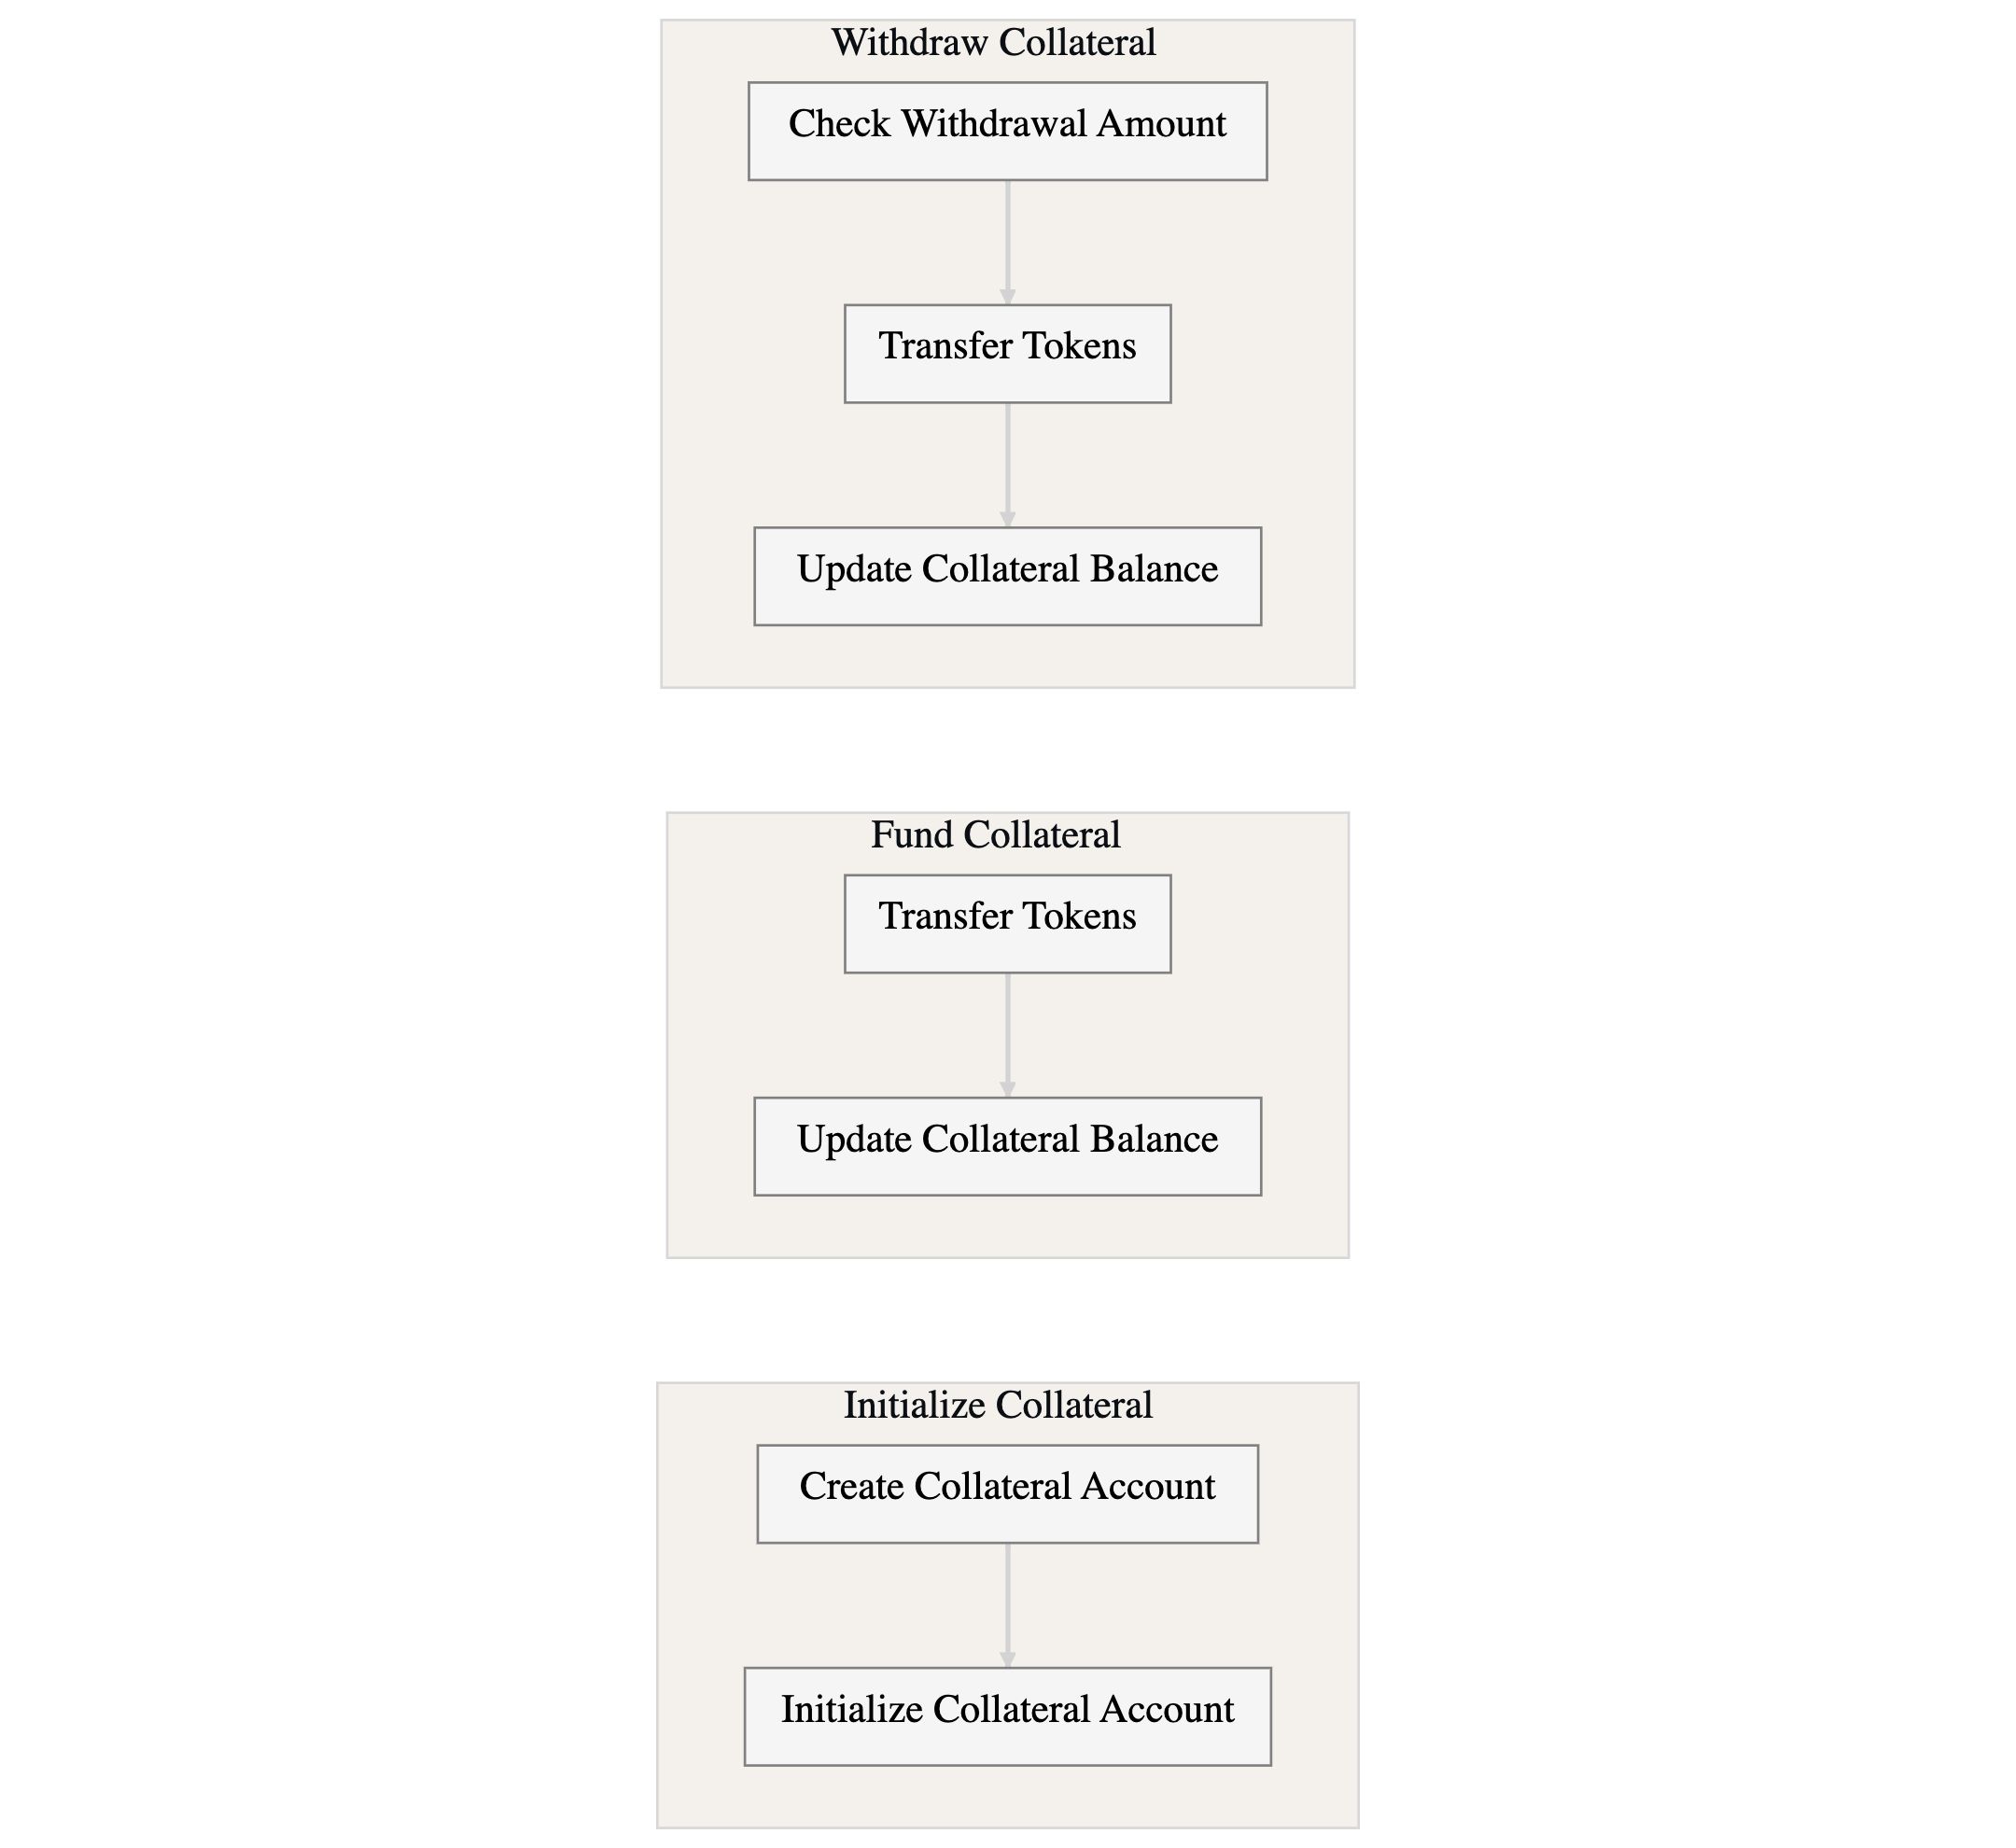 Withdraw Collateral
Check Withdrawal Amount
Transfer Tokens
Update Collateral Balance
Fund Collateral
Transfer Tokens
Update Collateral Balance
Initialize Collateral
Create Collateral Account
Initialize Collateral Account